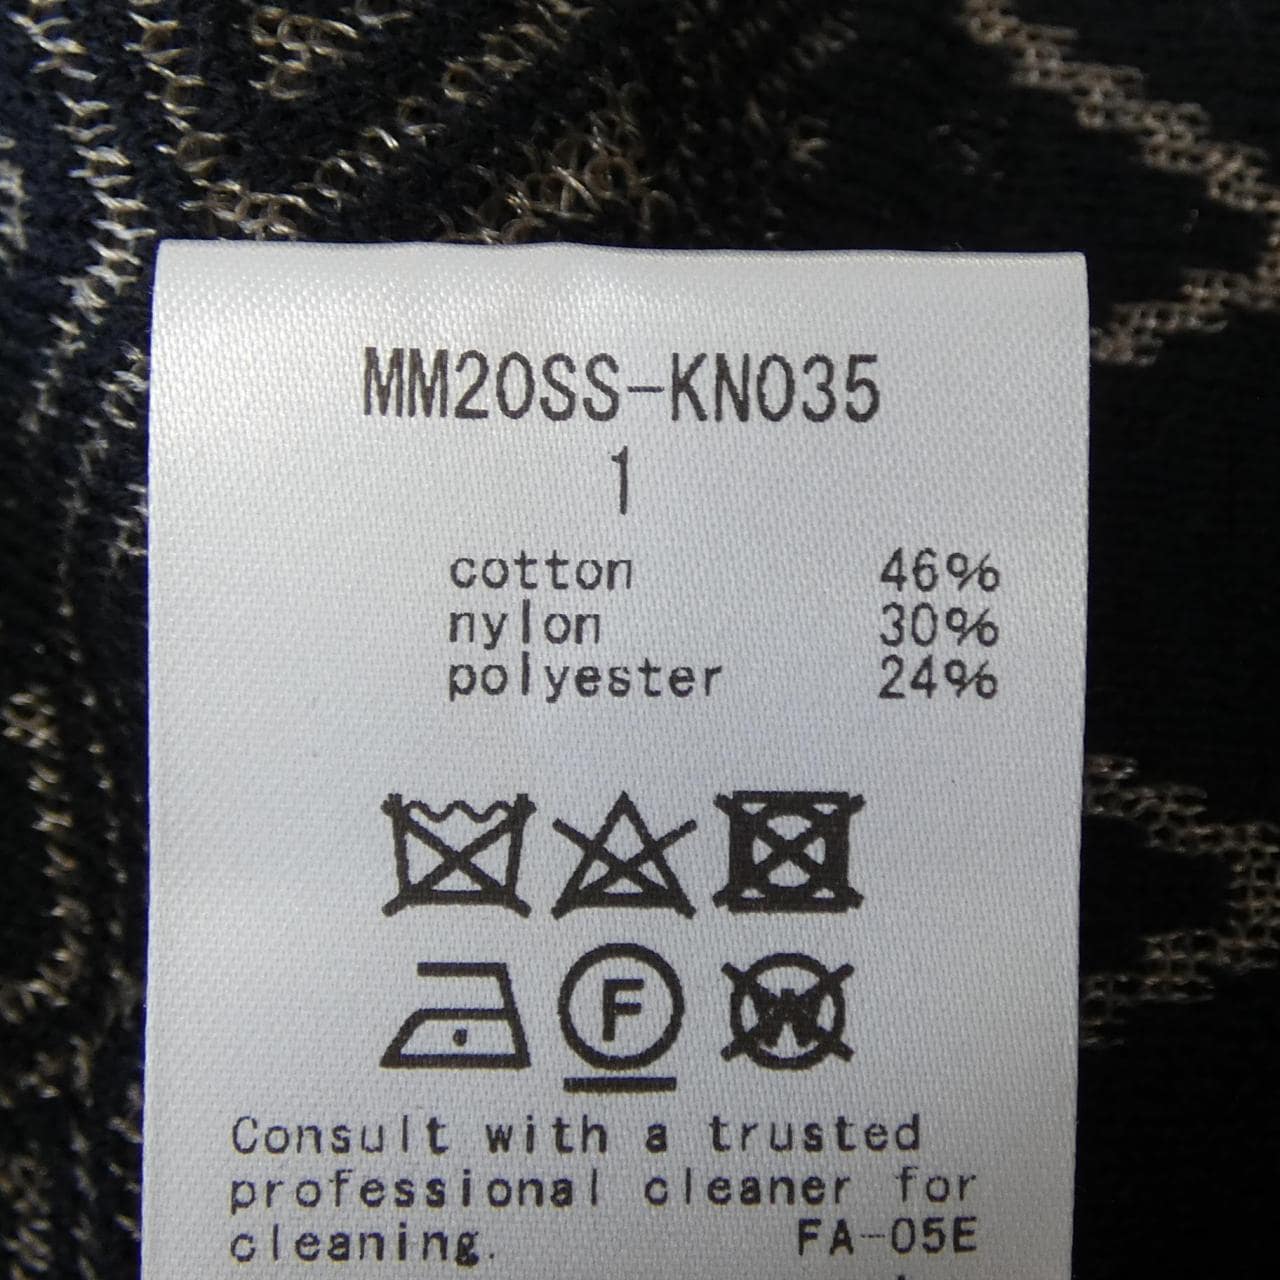 MM20SS-KN035
1
cotton 46%
nylon 30%
polyester 24%
F
W
Consult with a trusted
professional cleaner for
cleaning. FA-05E